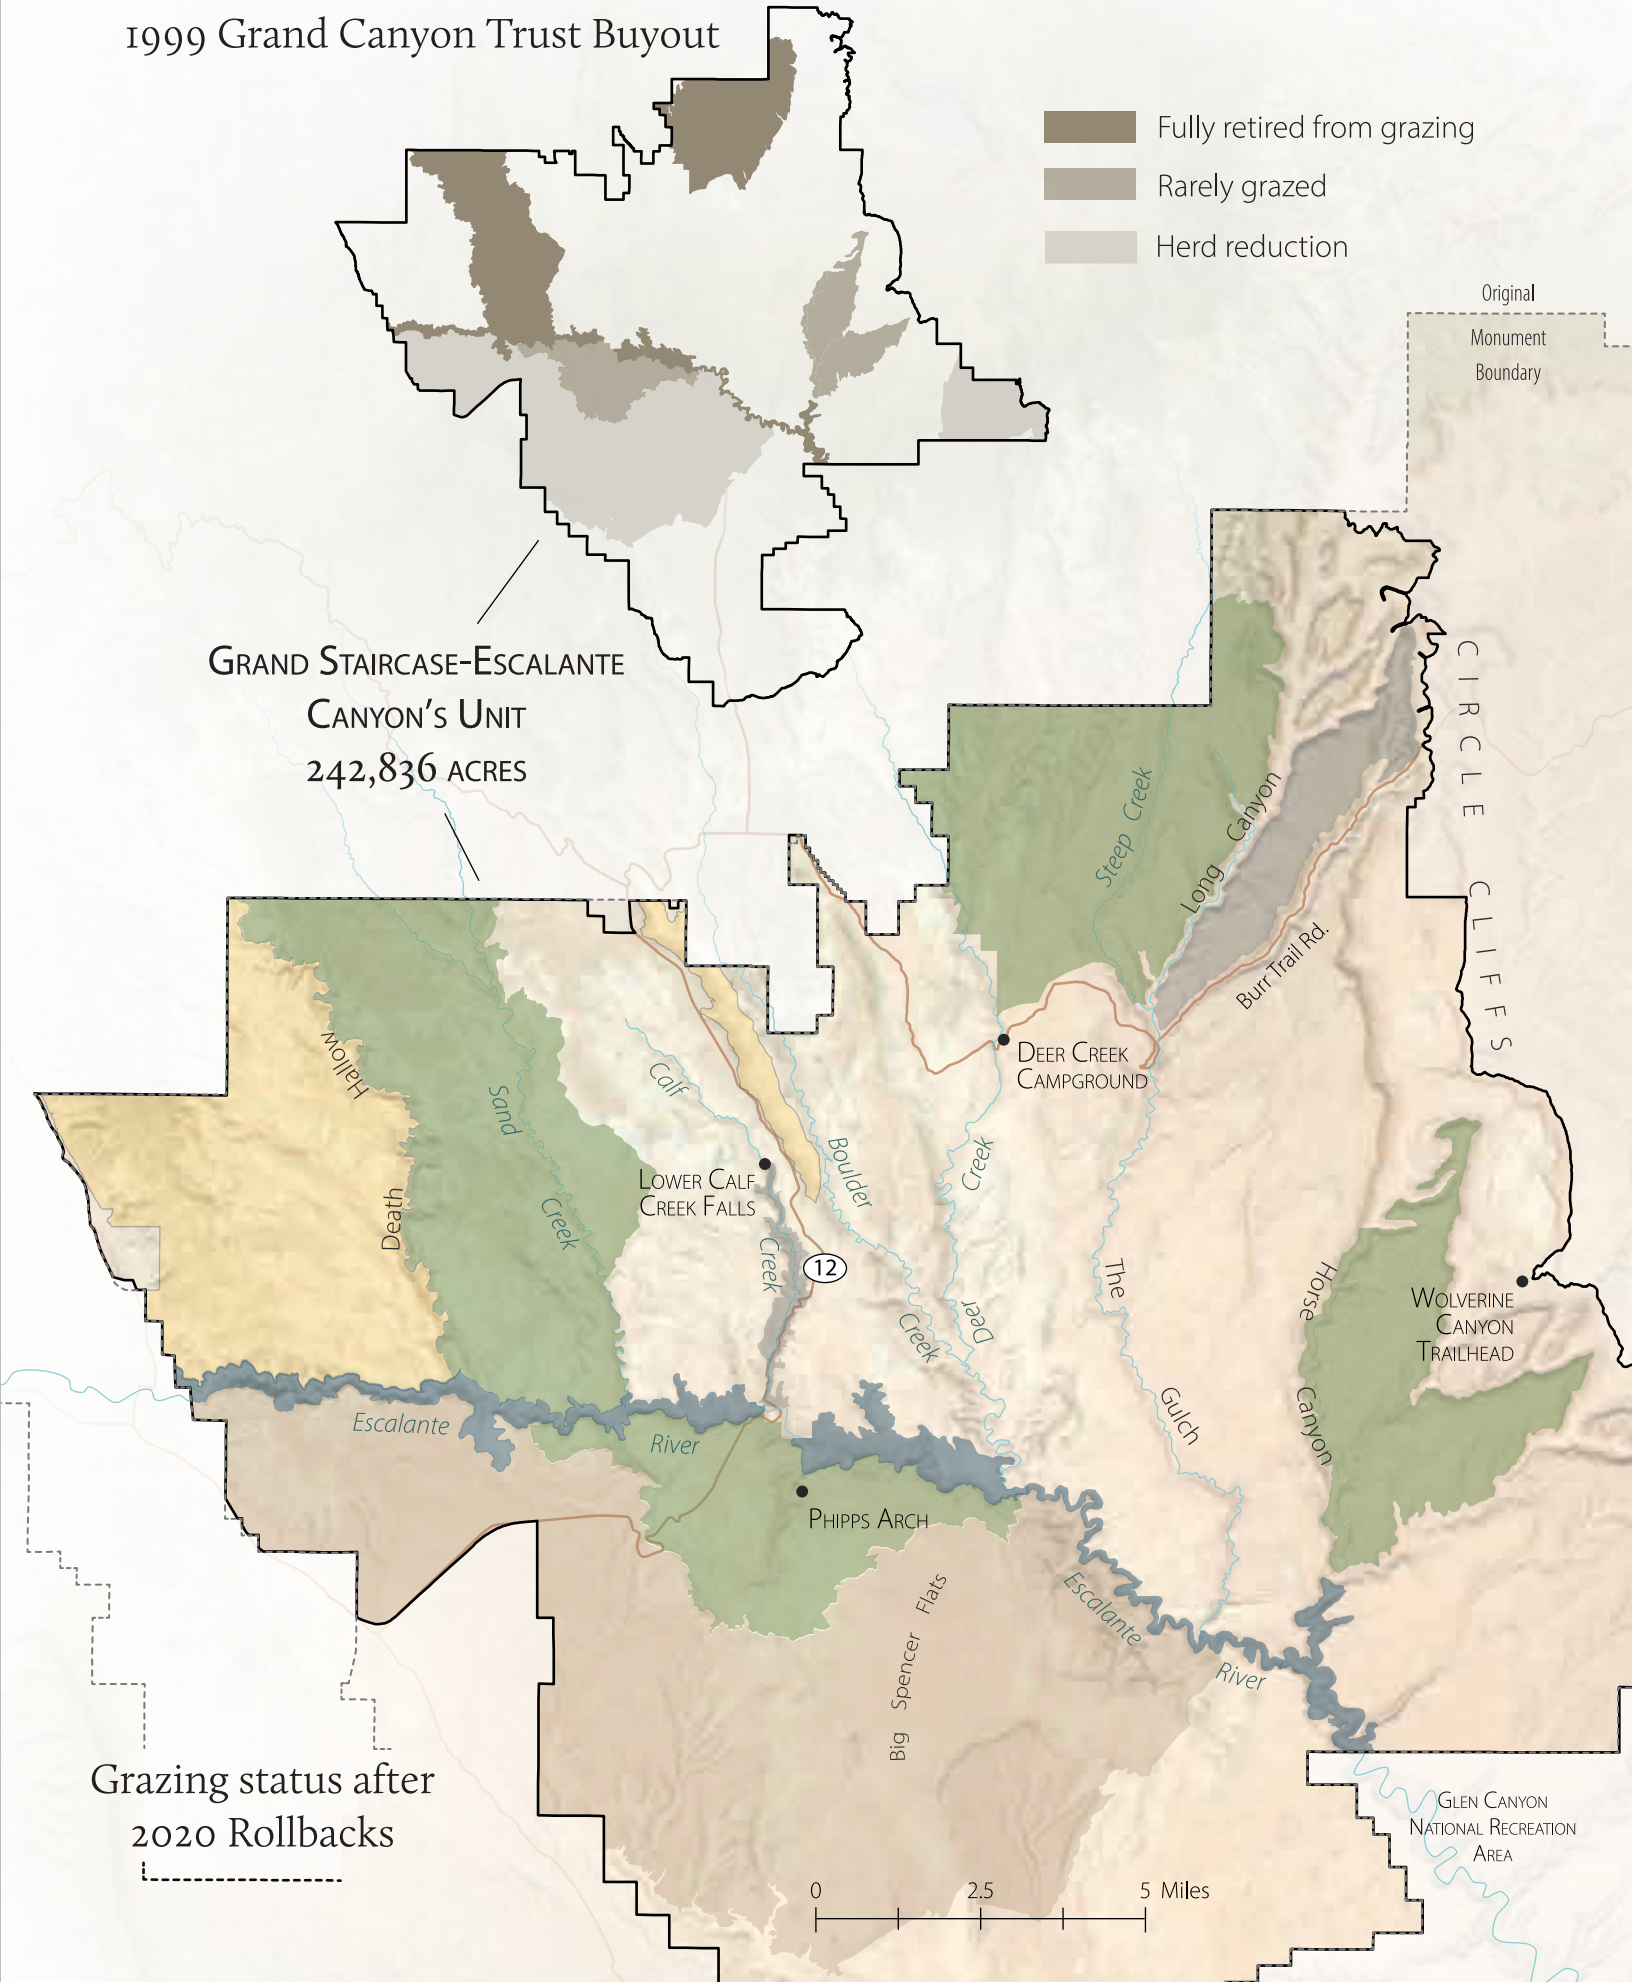 1999 Grand Canyon Trust Buyout
Fully retired from grazing
Rarely grazed
Herd reduction
Original
Monument
Boundary
GRAND STAIRCASE-ESCALANTE
CANYON'S UNIT
242,836 ACRES
CIRCLE CLIFFS
Steep Creek
Long Canyon
Burr Trail Rd.
DEER CREEK
CAMPGROUND
Hallow
Death
Sand
Creek
Calf
Creek
LOWER CALF
CREEK FALLS
Boulder
Creek
12
Creek
Deer
The
Gulch
Horse
Canyon
WOLVERINE
CANYON
TRAILHEAD
Escalante
River
PHIPPS ARCH
Big Spencer Flats
Escalante
River
Grazing status after
2020 Rollbacks
GLEN CANYON
NATIONAL RECREATION
AREA
0 2.5 5 Miles